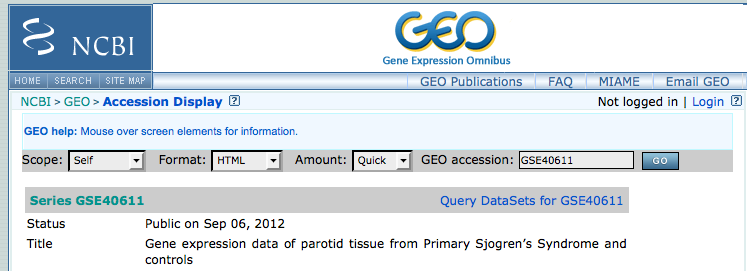 NCBI
GEO
Gene Expression Omnibus
HOME SEARCH SITE MAP
GEO Publications FAQ MIAME Email GEO
NCBI > GEO > Accession Display ?
Not logged in | Login ?
GEO help: Mouse over screen elements for information.
Scope: Self Format: HTML Amount: Quick GEO accession: GSE40611 GO
Series GSE40611 Query DataSets for GSE40611
Status Public on Sep 06, 2012
Title Gene expression data of parotid tissue from Primary Sjogren's Syndrome and
controls